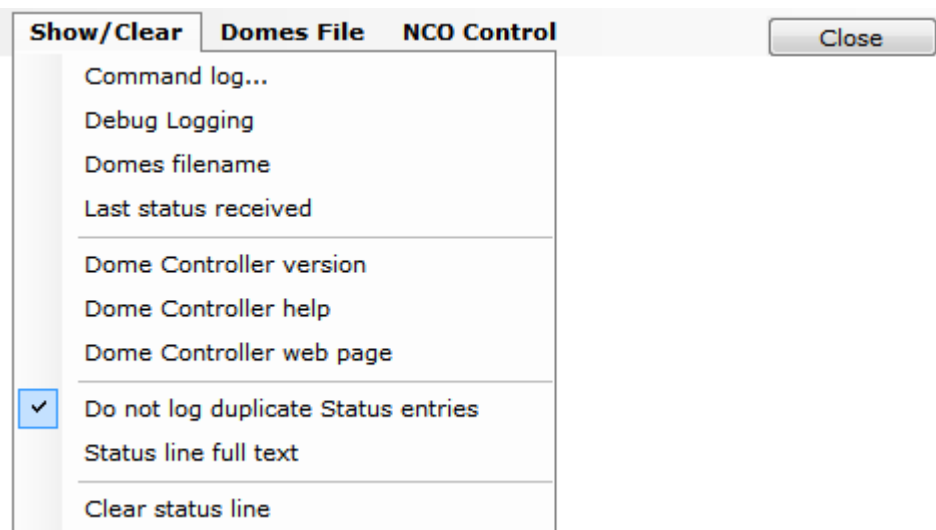 Show/Clear Domes File NCO Control Close
Command log...
Debug Logging
Domes filename
Last status received
Dome Controller version
Dome Controller help
Dome Controller web page
Do not log duplicate Status entries
Status line full text
Clear status line